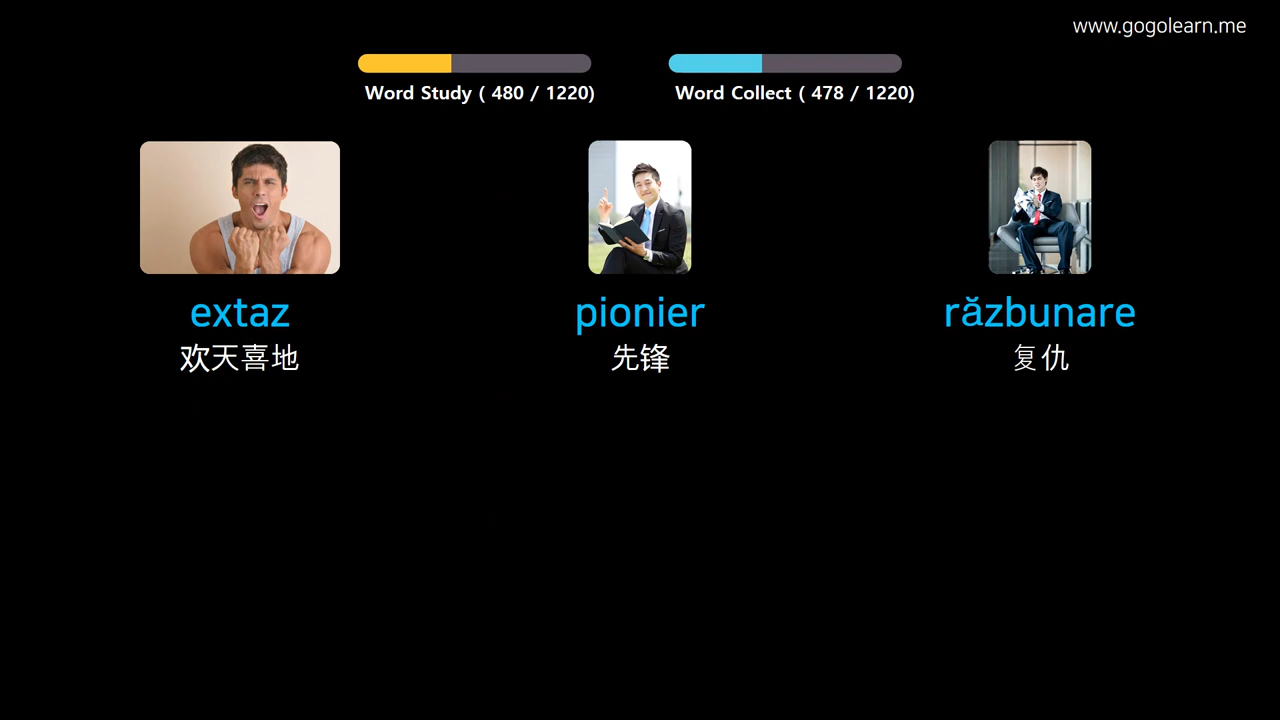 www.gogolearn.me
Word Study ( 480 / 1220)
Word Collect ( 478 / 1220)
extaz
欢天喜地
pionier
先锋
răzbunare
复仇